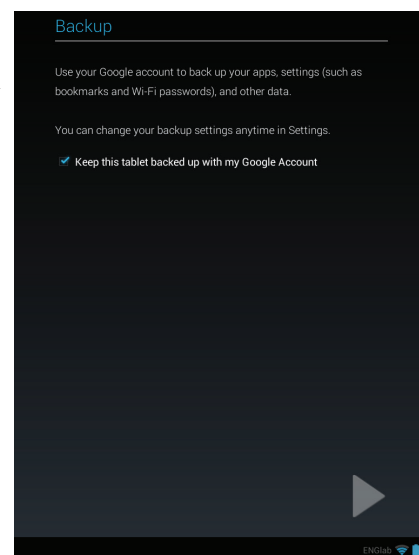 Backup
Use your Google account to back up your apps, settings (such as
bookmarks and Wi-Fi passwords), and other data.
You can change your backup settings anytime in Settings.
Keep this tablet backed up with my Google Account
ENGlab